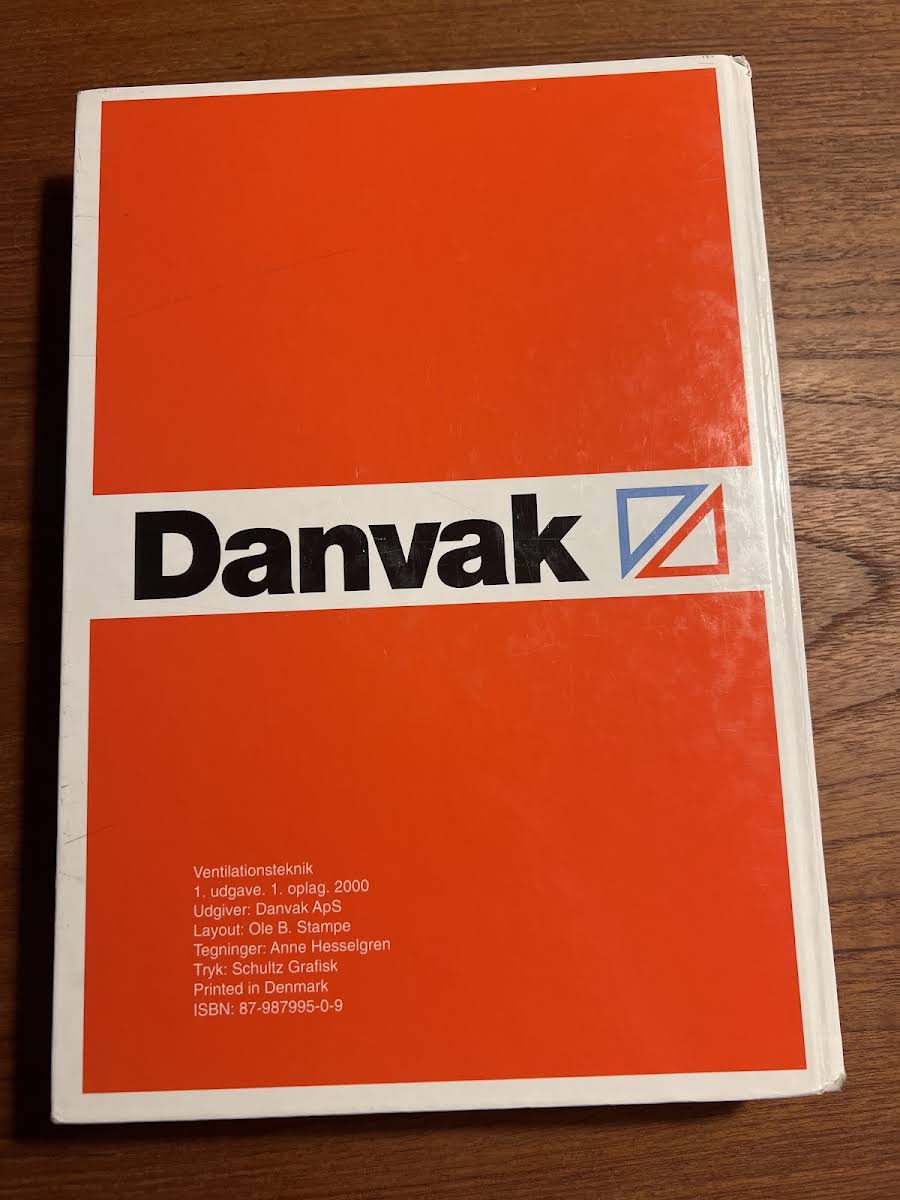 Danvak
Ventilationsteknik
1. udgave. 1. oplag. 2000
Udgiver: Danvak ApS
Layout: Ole B. Stampe
Tegninger: Anne Hesselgren
Tryk: Schultz Grafisk
Printed in Denmark
ISBN: 87-987995-0-9